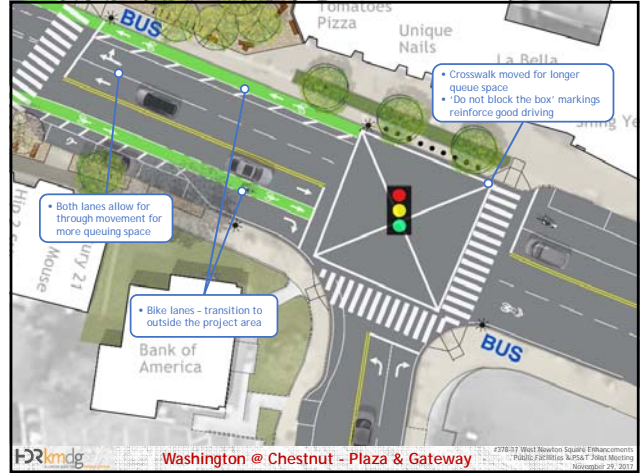 Tomatoes
Pizza
BUS
Unique
Nails
La Bella
• Crosswalk moved for longer
queue space
• 'Do not block the box' markings
reinforce good driving
• Both lanes allow for
through movement for
more queuing space
Mouse
• Bike lanes – transition to
outside the project area
Bank of
America
BUS
HDR kmdg
Washington @ Chestnut - Plaza & Gateway
#378-17 West Newton Square Enhancements
Public Facilities & PS&T Joint Meeting
November 29, 2017